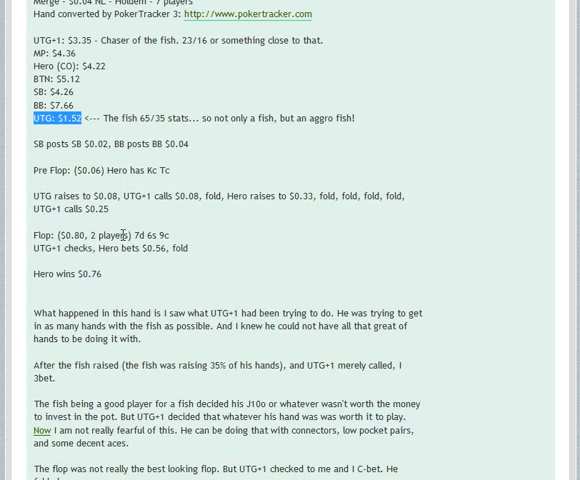 Merge - $0.04 NL - Holdem - 7 players
Hand converted by PokerTracker 3: http://www.pokertracker.com
UTG+1: $3.35 - Chaser of the fish. 23/16 or something close to that.
MP: $4.36
Hero (CO): $4.22
BTN: $5.12
SB: $4.26
BB: $7.66
UTG: $1.52 <--- The fish 65/35 stats... so not only a fish, but an aggro fish!
SB posts SB $0.02, BB posts BB $0.04
Pre Flop: ($0.06) Hero has Kc Tc
UTG raises to $0.08, UTG+1 calls $0.08, fold, Hero raises to $0.33, fold, fold, fold, fold,
UTG+1 calls $0.25
Flop: ($0.80, 2 players) 7d 6s 9c
UTG+1 checks, Hero bets $0.56, fold
Hero wins $0.76
What happened in this hand is I saw what UTG+1 had been trying to do. He was trying to get
in as many hands with the fish as possible. And I knew he could not have all that great of
hands to be doing it with.
After the fish raised (the fish was raising 35% of his hands), and UTG+1 merely called, I
3bet.
The fish being a good player for a fish decided his J10o or whatever wasn't worth the money
to invest in the pot. But UTG+1 decided that whatever his hand was was worth it to play.
Now I am not really fearful of this. He can be doing that with connectors, low pocket pairs,
and some decent aces.
The flop was not really the best looking flop. But UTG+1 checked to me and I C-bet. He